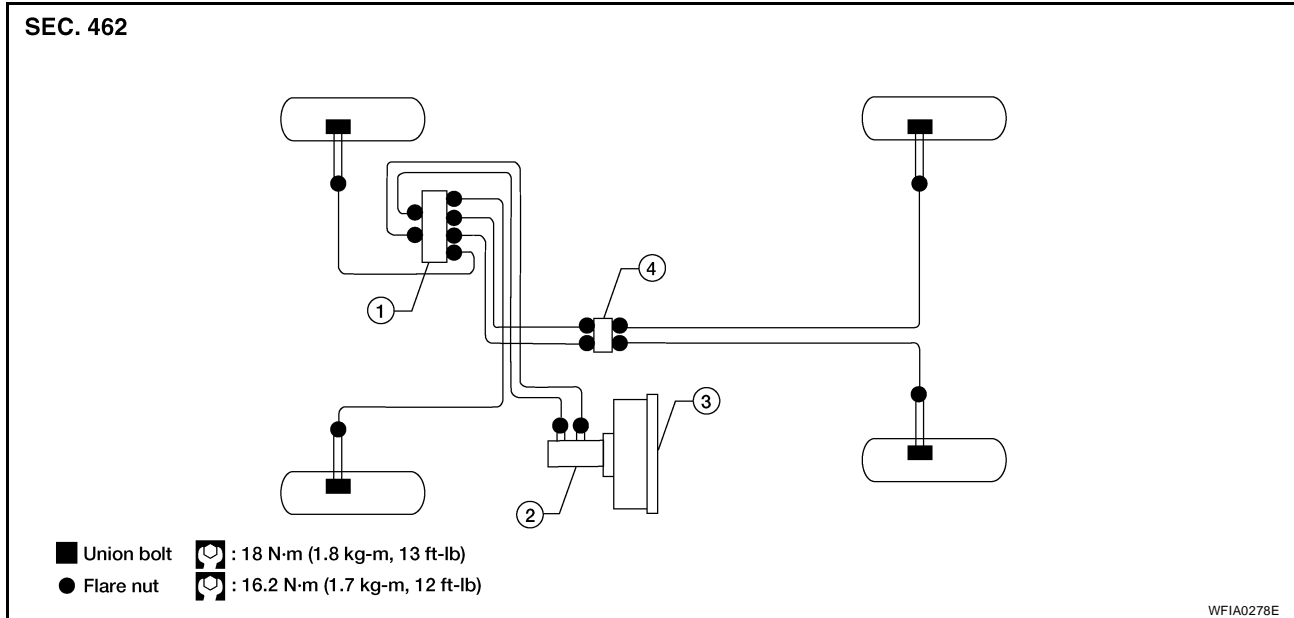 SEC. 462
1
4
3
2
Union bolt : 18 N·m (1.8 kg-m, 13 ft-lb)
Flare nut : 16.2 N·m (1.7 kg-m, 12 ft-lb)
WFIA0278E